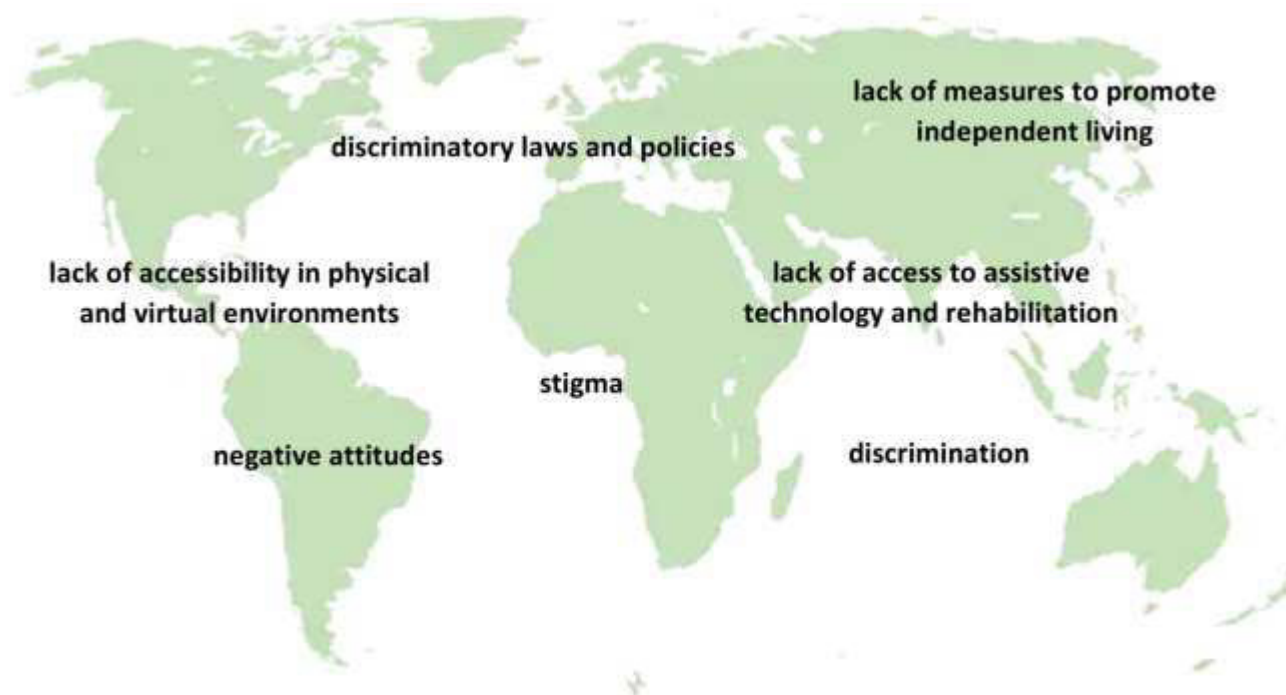 lack of measures to promote
independent living
discriminatory laws and policies
lack of accessibility in physical
and virtual environments
lack of access to assistive
technology and rehabilitation
stigma
negative attitudes
discrimination